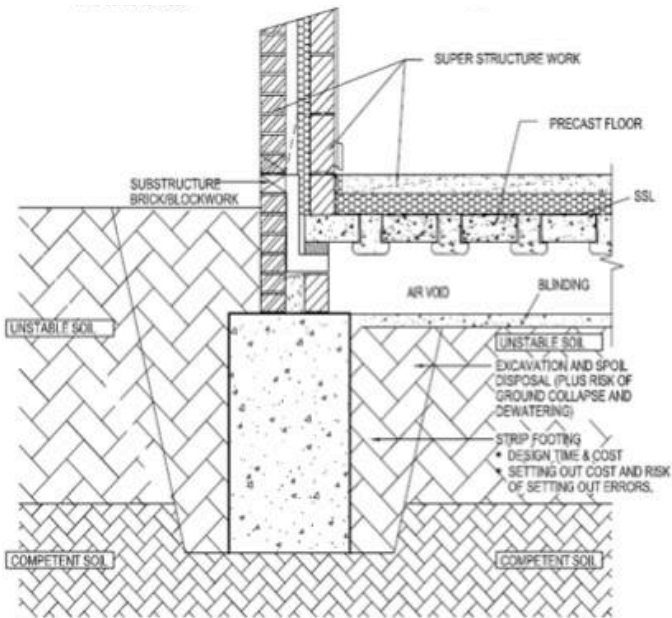 SUPER STRUCTURE WORK
PRECAST FLOOR
SUBSTRUCTURE
BRICK/BLOCKWORK
SSL
AIR VOID
BLINDING
UNSTABLE SOIL
UNSTABLE SOIL
EXCAVATION AND SPOIL
DISPOSAL (PLUS RISK OF
GROUND COLLAPSE AND
DEWATERING)
STRIP FOOTING
• DESIGN TIME & COST
• SETTING OUT COST AND RISK
OF SETTING OUT ERRORS.
COMPETENT SOIL
COMPETENT SOIL